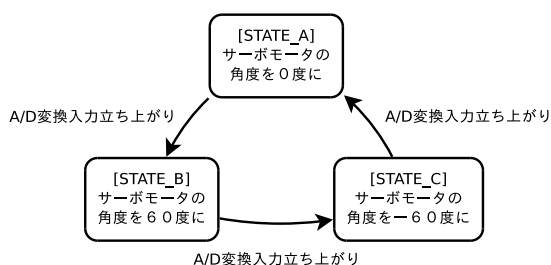 [STATE_A]
サーボモータの
角度を０度に
A/D変換入力立ち上がり
A/D変換入力立ち上がり
[STATE_B]
サーボモータの
角度を６０度に
[STATE_C]
サーボモータの
角度をー６０度に
A/D変換入力立ち上がり